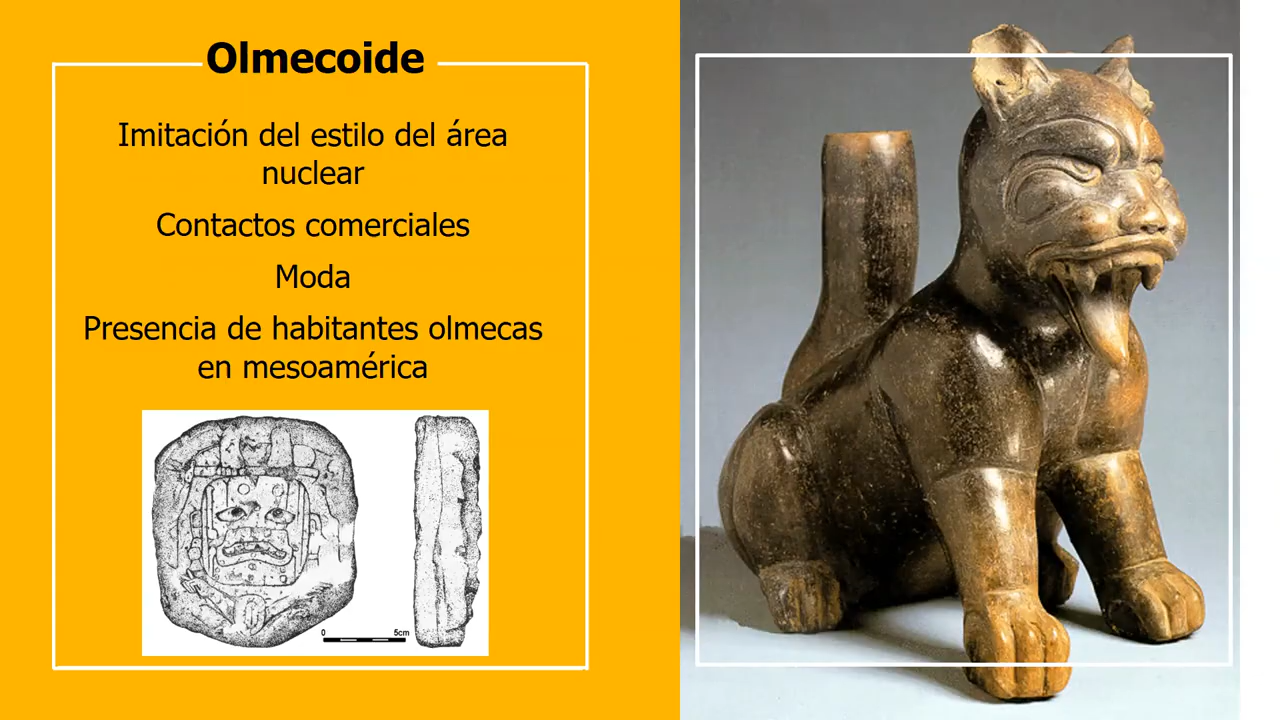 Olmecoide
Imitación del estilo del área
nuclear
Contactos comerciales
Moda
Presencia de habitantes olmecas
en mesoamérica
0 5cm